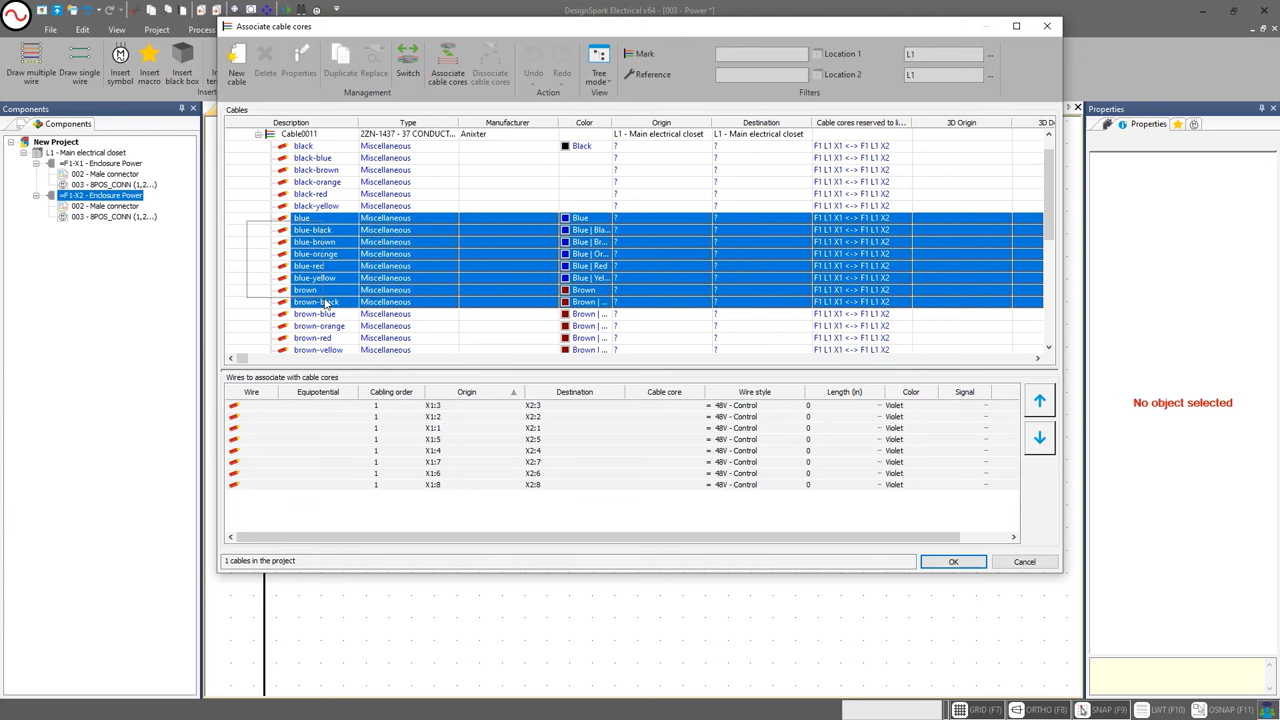 DesignSpark Electrical x64 - [003 - Power *]
File Edit View Project Process
Draw multiple wire
Draw single wire
Insert symbol
Insert macro
Insert black box
Components
Components
New Project
L1 - Main electrical closet
=F1-X1 - Enclosure Power
002 - Male connector
003 - 8POS_CONN (1,2...)
=F1-X2 - Enclosure Power
002 - Male connector
003 - 8POS_CONN (1,2...)
Associate cable cores
New cable
Delete
Properties
Duplicate
Replace
Switch
Associate cable cores
Dissociate cable cores
Undo
Redo
Tree mode
Mark
Reference
Location 1 L1 ...
Location 2 L1 ...
Management Action View Filters
Cables
Description Type Manufacturer Color Origin Destination Cable cores reserved to li... 3D Origin 3D D
Cable0011 2ZN-1437 - 37 CONDUCT... Anixter L1 - Main electrical closet L1 - Main electrical closet
black Miscellaneous Black ? ? F1 L1 X1 <-> F1 L1 X2
black-blue Miscellaneous ? ? F1 L1 X1 <-> F1 L1 X2
black-brown Miscellaneous ? ? F1 L1 X1 <-> F1 L1 X2
black-orange Miscellaneous ? ? F1 L1 X1 <-> F1 L1 X2
black-red Miscellaneous ? ? F1 L1 X1 <-> F1 L1 X2
black-yellow Miscellaneous ? ? F1 L1 X1 <-> F1 L1 X2
blue Miscellaneous Blue ? ? F1 L1 X1 <-> F1 L1 X2
blue-black Miscellaneous Blue | Bla... ? ? F1 L1 X1 <-> F1 L1 X2
blue-brown Miscellaneous Blue | Br... ? ? F1 L1 X1 <-> F1 L1 X2
blue-orange Miscellaneous Blue | Or... ? ? F1 L1 X1 <-> F1 L1 X2
blue-red Miscellaneous Blue | Red ? ? F1 L1 X1 <-> F1 L1 X2
blue-yellow Miscellaneous Blue | Yel... ? ? F1 L1 X1 <-> F1 L1 X2
brown Miscellaneous Brown ? ? F1 L1 X1 <-> F1 L1 X2
brown-black Miscellaneous Brown | ... ? ? F1 L1 X1 <-> F1 L1 X2
brown-blue Miscellaneous Brown | ... ? ? F1 L1 X1 <-> F1 L1 X2
brown-orange Miscellaneous Brown | ... ? ? F1 L1 X1 <-> F1 L1 X2
brown-red Miscellaneous Brown | ... ? ? F1 L1 X1 <-> F1 L1 X2
brown-yellow Miscellaneous Brown | ... ? ? F1 L1 X1 <-> F1 L1 X2
Wires to associate with cable cores
Wire Equipotential Cabling order Origin Destination Cable core Wire style Length (in) Color Signal
1 X1:3 X2:3 = 48V - Control 0 – Violet –
1 X1:2 X2:2 = 48V - Control 0 – Violet –
1 X1:1 X2:1 = 48V - Control 0 – Violet –
1 X1:5 X2:5 = 48V - Control 0 – Violet –
1 X1:4 X2:4 = 48V - Control 0 – Violet –
1 X1:7 X2:7 = 48V - Control 0 – Violet –
1 X1:6 X2:6 = 48V - Control 0 – Violet –
1 X1:8 X2:8 = 48V - Control 0 – Violet –
1 cables in the project
OK Cancel
Properties
Properties
No object selected
GRID (F7) ORTHO (F8) SNAP (F9) LWT (F10) OSNAP (F11)